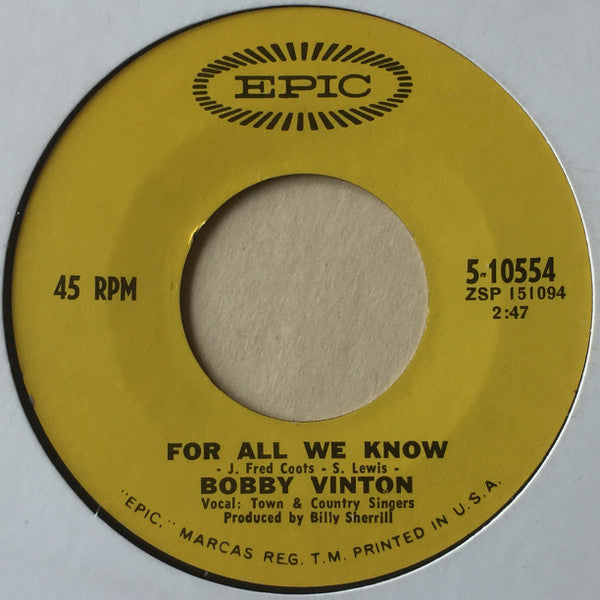 EPIC
45 RPM
5-10554
ZSP 151094
2:47
FOR ALL WE KNOW
- J. Fred Coots - S. Lewis -
BOBBY VINTON
Vocal: Town & Country Singers
Produced by Billy Sherrill
"EPIC," MARCAS REG. T.M. PRINTED IN U.S.A.